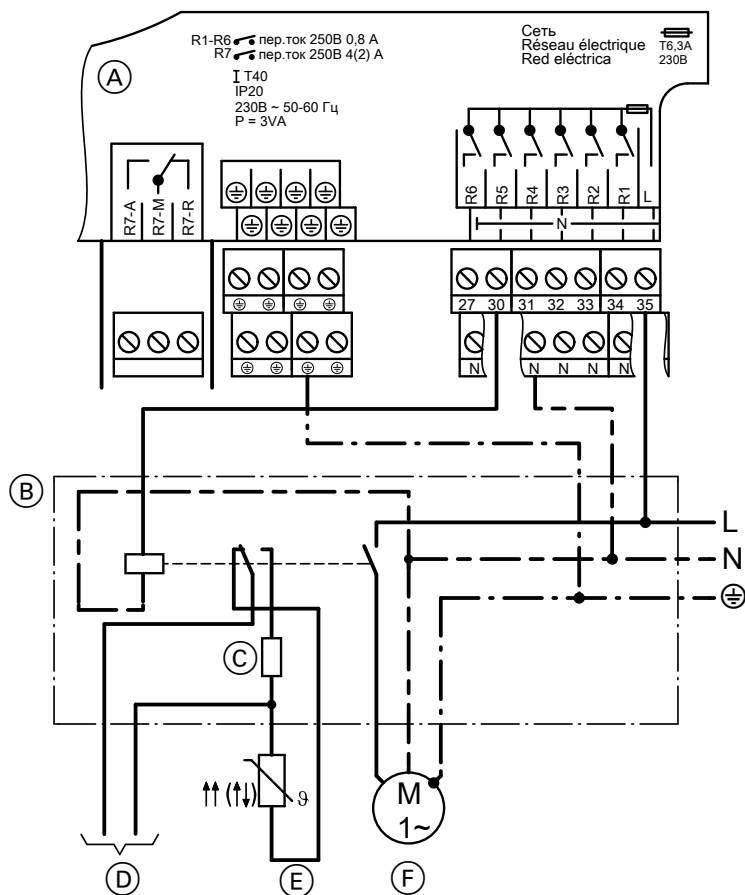 R1-R6 пер.ток 250В 0,8 А
R7 пер.ток 250В 4(2) А
T40
IP20
230В ~ 50-60 Гц
P = 3VA
Сеть
Réseau électrique
Red eléctrica
T6,3A
230В
A
R7-A R7-M R7-R
R6 R5 R4 R3 R2 R1 L
N
27 30 31 32 33 34 35
N N N N N
B
L
N
C
ϑ
M
1~
D
E
F